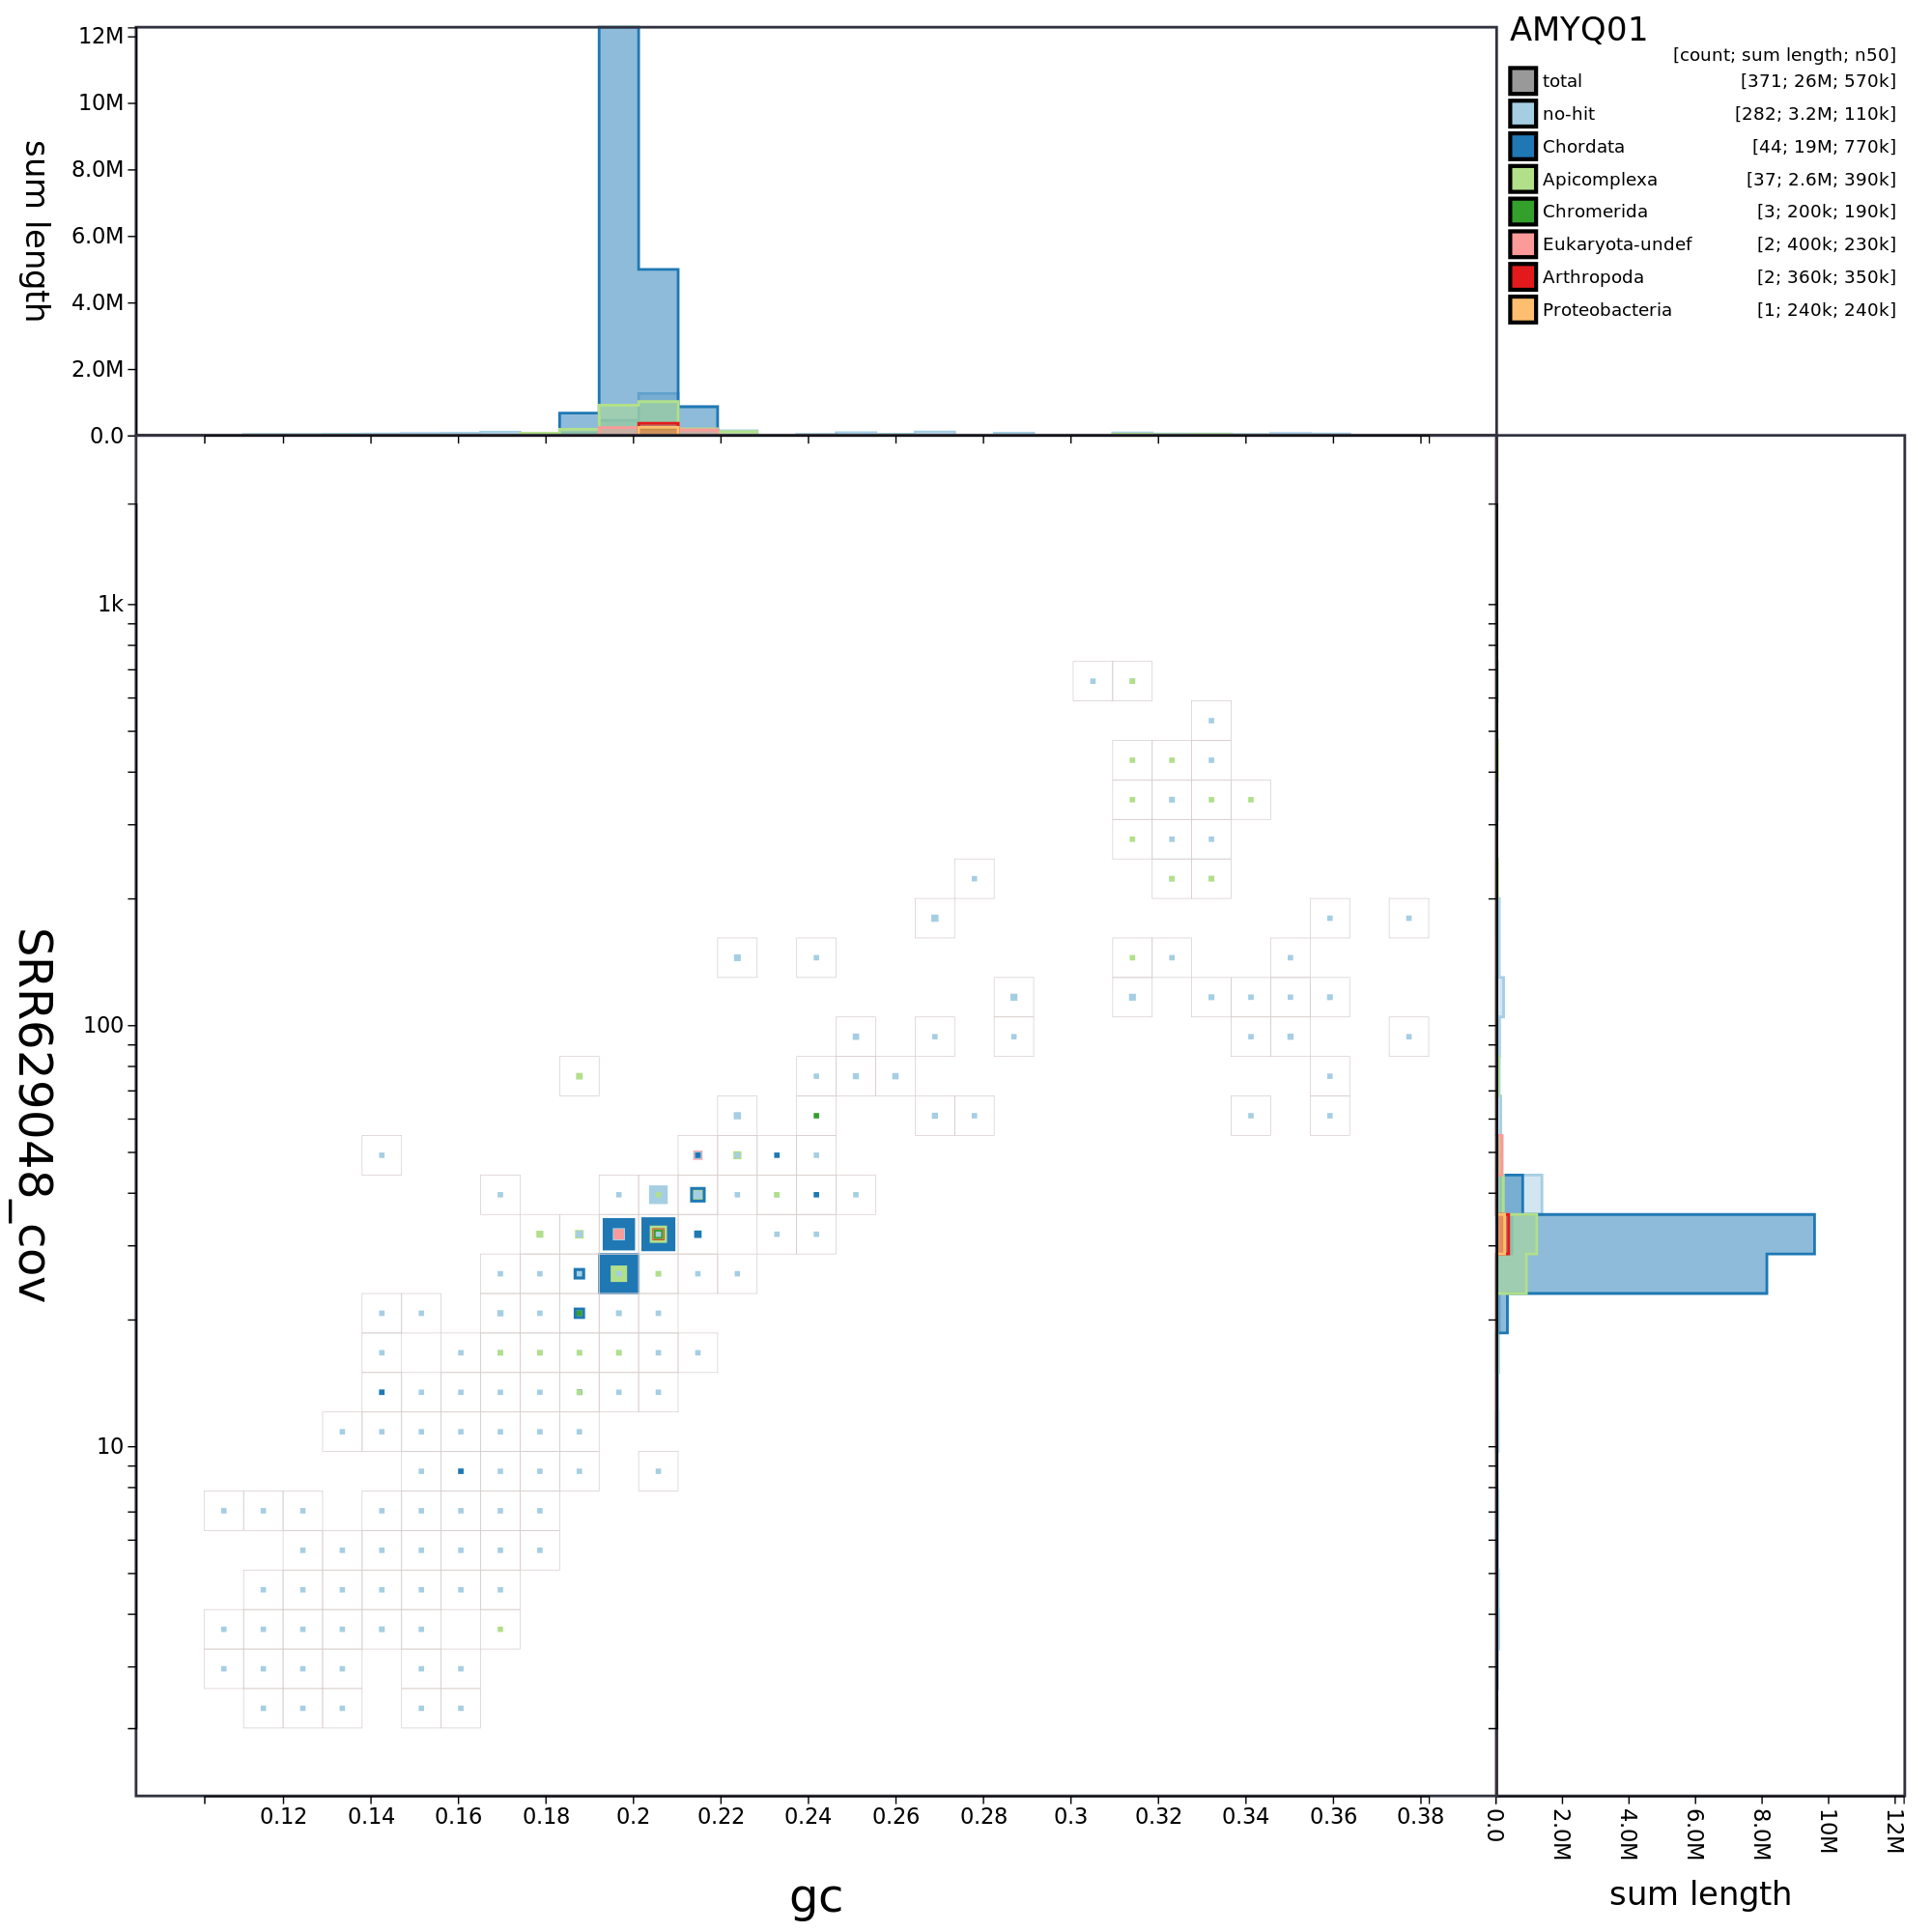 AMYQ01
[count; sum length; n50]
total [371; 26M; 570k]
no-hit [282; 3.2M; 110k]
Chordata [44; 19M; 770k]
Apicomplexa [37; 2.6M; 390k]
Chromerida [3; 200k; 190k]
Eukaryota-undef [2; 400k; 230k]
Arthropoda [2; 360k; 350k]
Proteobacteria [1; 240k; 240k]
sum length
12M
10M
8.0M
6.0M
4.0M
2.0M
0.0
SRR629048_cov
1k
100
10
0.12 0.14 0.16 0.18 0.2 0.22 0.24 0.26 0.28 0.3 0.32 0.34 0.36 0.38
gc
0.0 2.0M 4.0M 6.0M 8.0M 10M 12M
sum length